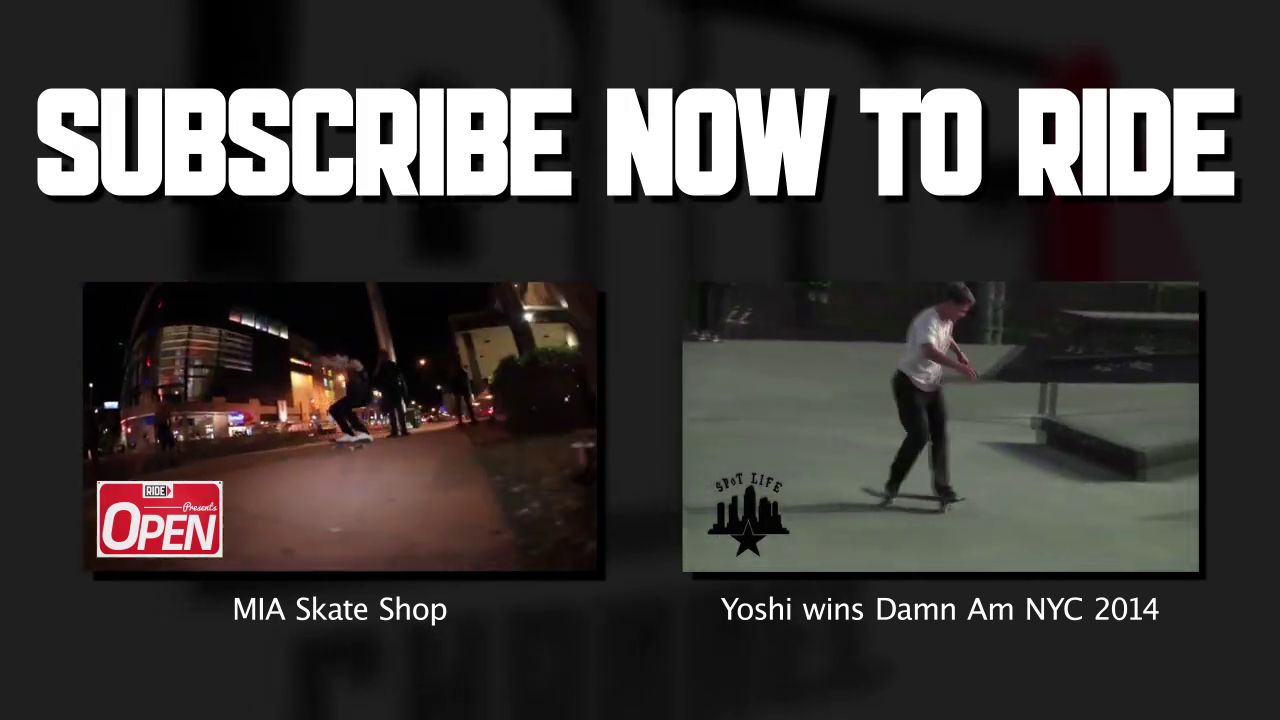 SUBSCRIBE NOW TO RIDE
RIDE
Presents
OPEN
SPoT LIFE
MIA Skate Shop
Yoshi wins Damn Am NYC 2014